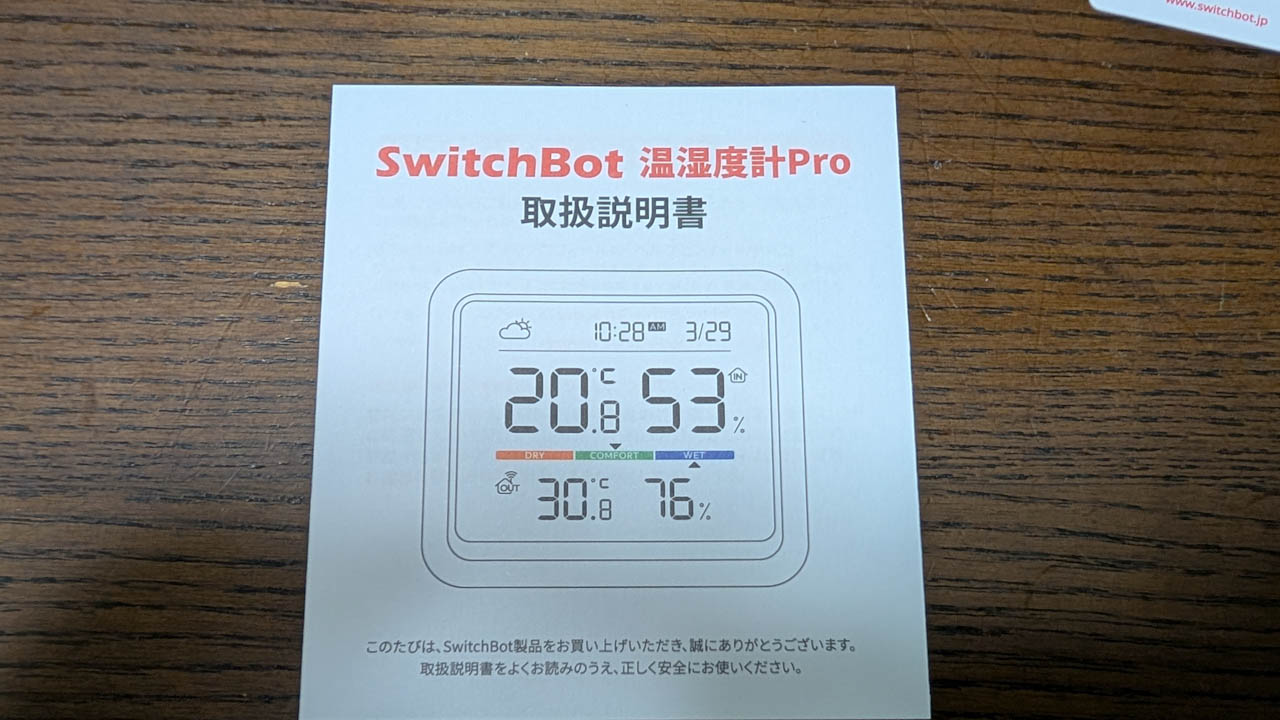 www.switchbot.jp
SwitchBot 温湿度計Pro
取扱説明書
10:28 AM 3/29
20.8 °C 53 % IN
DRY COMFORT WET
OUT 30.8 °C 76 %
このたびは、SwitchBot製品をお買い上げいただき、誠にありがとうございます。
取扱説明書をよくお読みのうえ、正しく安全にお使いください。